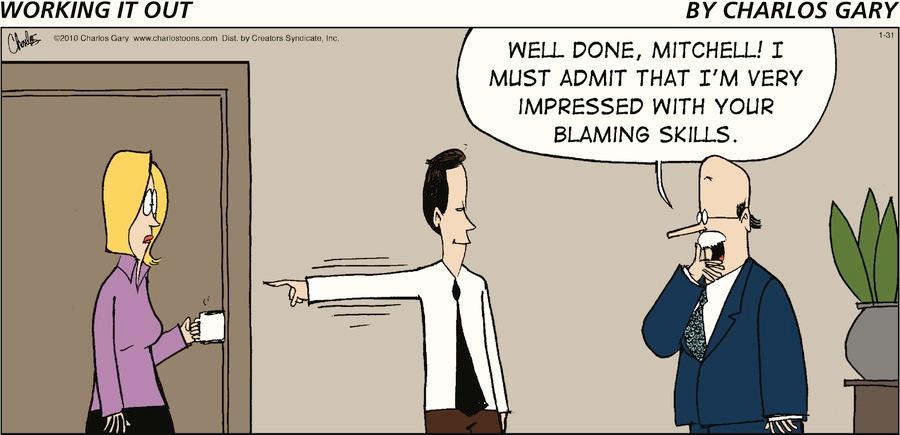 WORKING IT OUT
BY CHARLOS GARY
Charlos
©2010 Charlos Gary www.charlostoons.com Dist. by Creators Syndicate, Inc.
1-31
WELL DONE, MITCHELL! I
MUST ADMIT THAT I'M VERY
IMPRESSED WITH YOUR
BLAMING SKILLS.